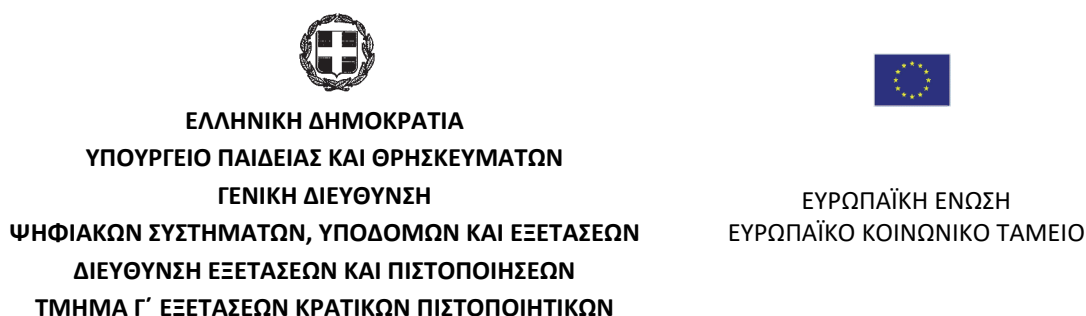 ΕΛΛΗΝΙΚΗ ΔΗΜΟΚΡΑΤΙΑ
ΥΠΟΥΡΓΕΙΟ ΠΑΙΔΕΙΑΣ ΚΑΙ ΘΡΗΣΚΕΥΜΑΤΩΝ
ΓΕΝΙΚΗ ΔΙΕΥΘΥΝΣΗ
ΨΗΦΙΑΚΩΝ ΣΥΣΤΗΜΑΤΩΝ, ΥΠΟΔΟΜΩΝ ΚΑΙ ΕΞΕΤΑΣΕΩΝ
ΔΙΕΥΘΥΝΣΗ ΕΞΕΤΑΣΕΩΝ ΚΑΙ ΠΙΣΤΟΠΟΙΗΣΕΩΝ
ΤΜΗΜΑ Γ΄ ΕΞΕΤΑΣΕΩΝ ΚΡΑΤΙΚΩΝ ΠΙΣΤΟΠΟΙΗΤΙΚΩΝ
ΕΥΡΩΠΑΪΚΗ ΕΝΩΣΗ
ΕΥΡΩΠΑΪΚΟ ΚΟΙΝΩΝΙΚΟ ΤΑΜΕΙΟ